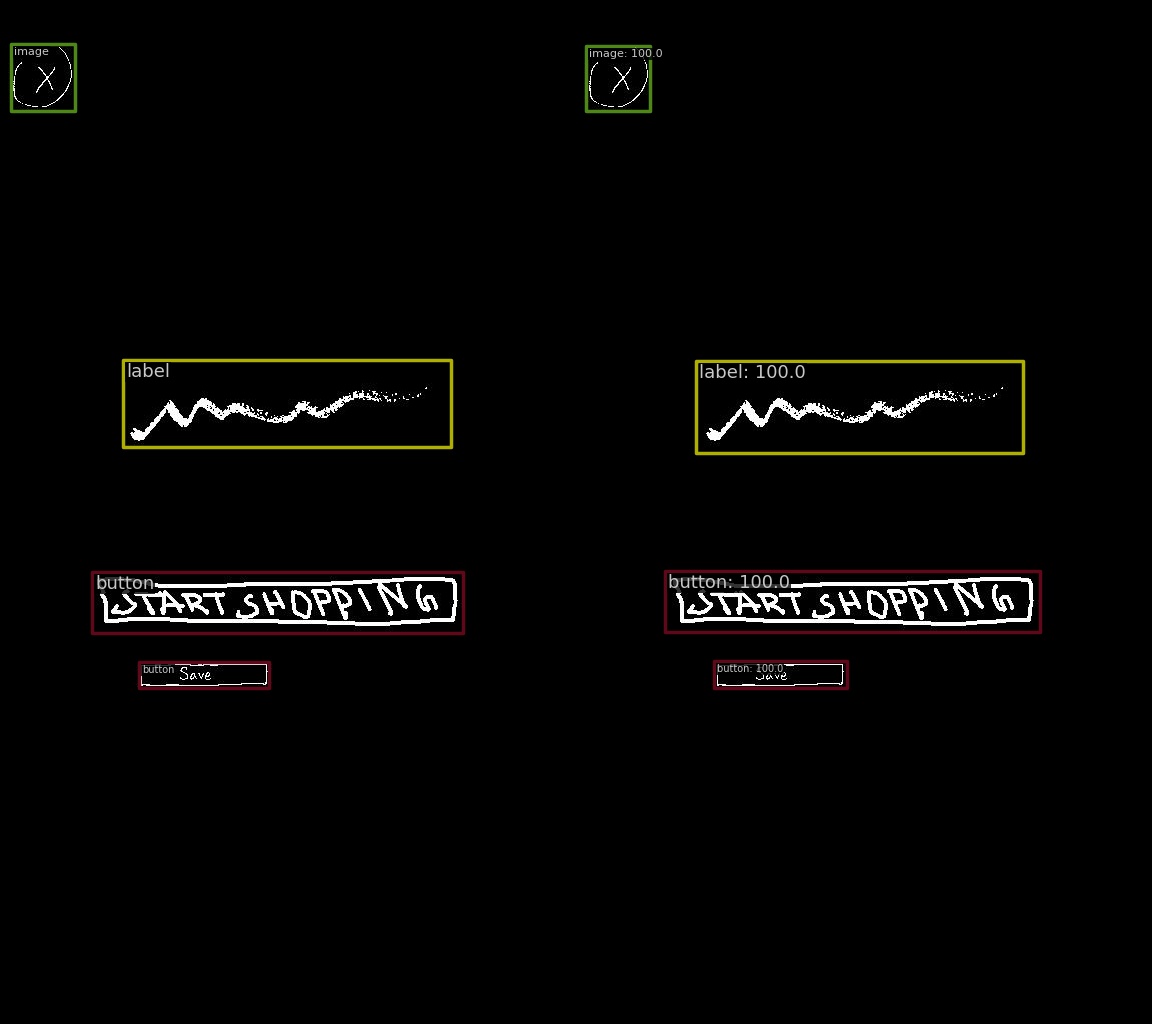 image
image: 100.0
X
X
label
label: 100.0
button
button: 100.0
START SHOPPING
START SHOPPING
button
Save
button: 100.0
Save